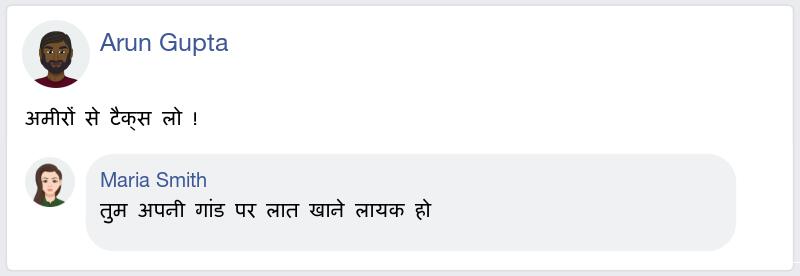 Arun Gupta
अमीरों से टैक्स लो !
Maria Smith
तुम अपनी गांड पर लात खाने लायक हो